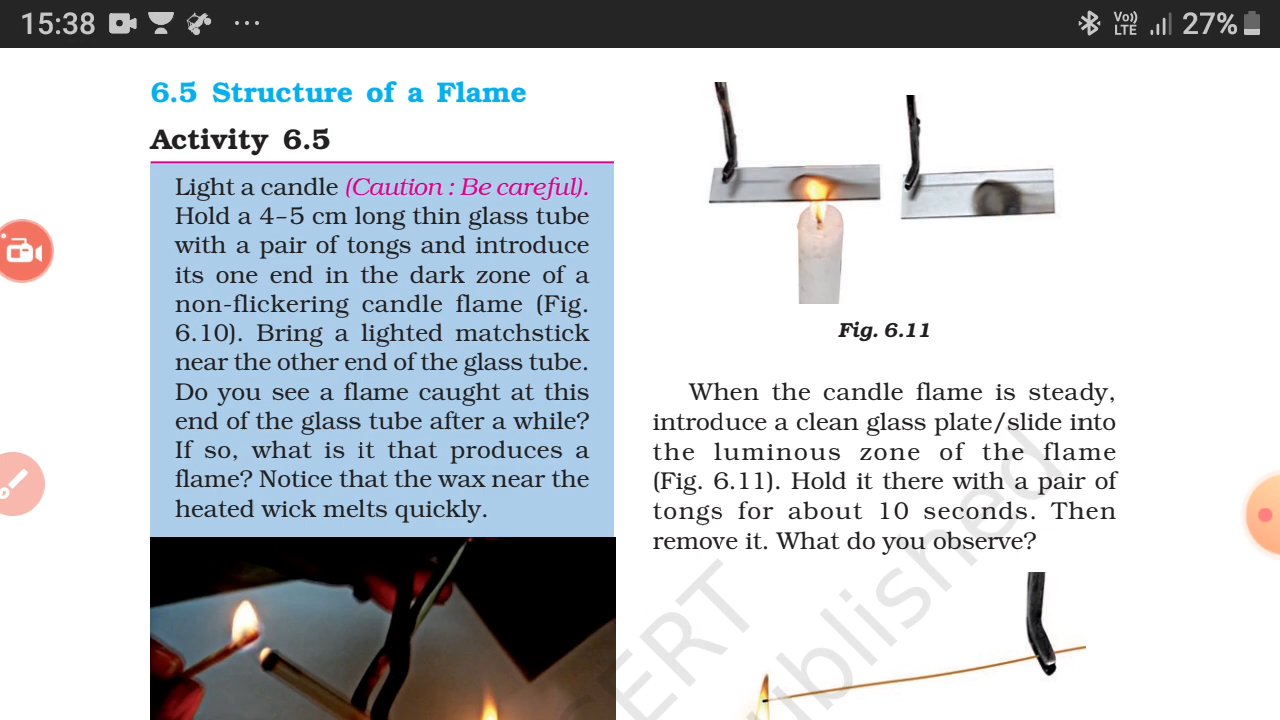 15:38
Vo))
LTE
27%
6.5 Structure of a Flame
Activity 6.5
Light a candle (Caution : Be careful).
Hold a 4–5 cm long thin glass tube
with a pair of tongs and introduce
its one end in the dark zone of a
non-flickering candle flame (Fig.
6.10). Bring a lighted matchstick
near the other end of the glass tube.
Do you see a flame caught at this
end of the glass tube after a while?
If so, what is it that produces a
flame? Notice that the wax near the
heated wick melts quickly.
Fig. 6.11
When the candle flame is steady,
introduce a clean glass plate/slide into
the luminous zone of the flame
(Fig. 6.11). Hold it there with a pair of
tongs for about 10 seconds. Then
remove it. What do you observe?